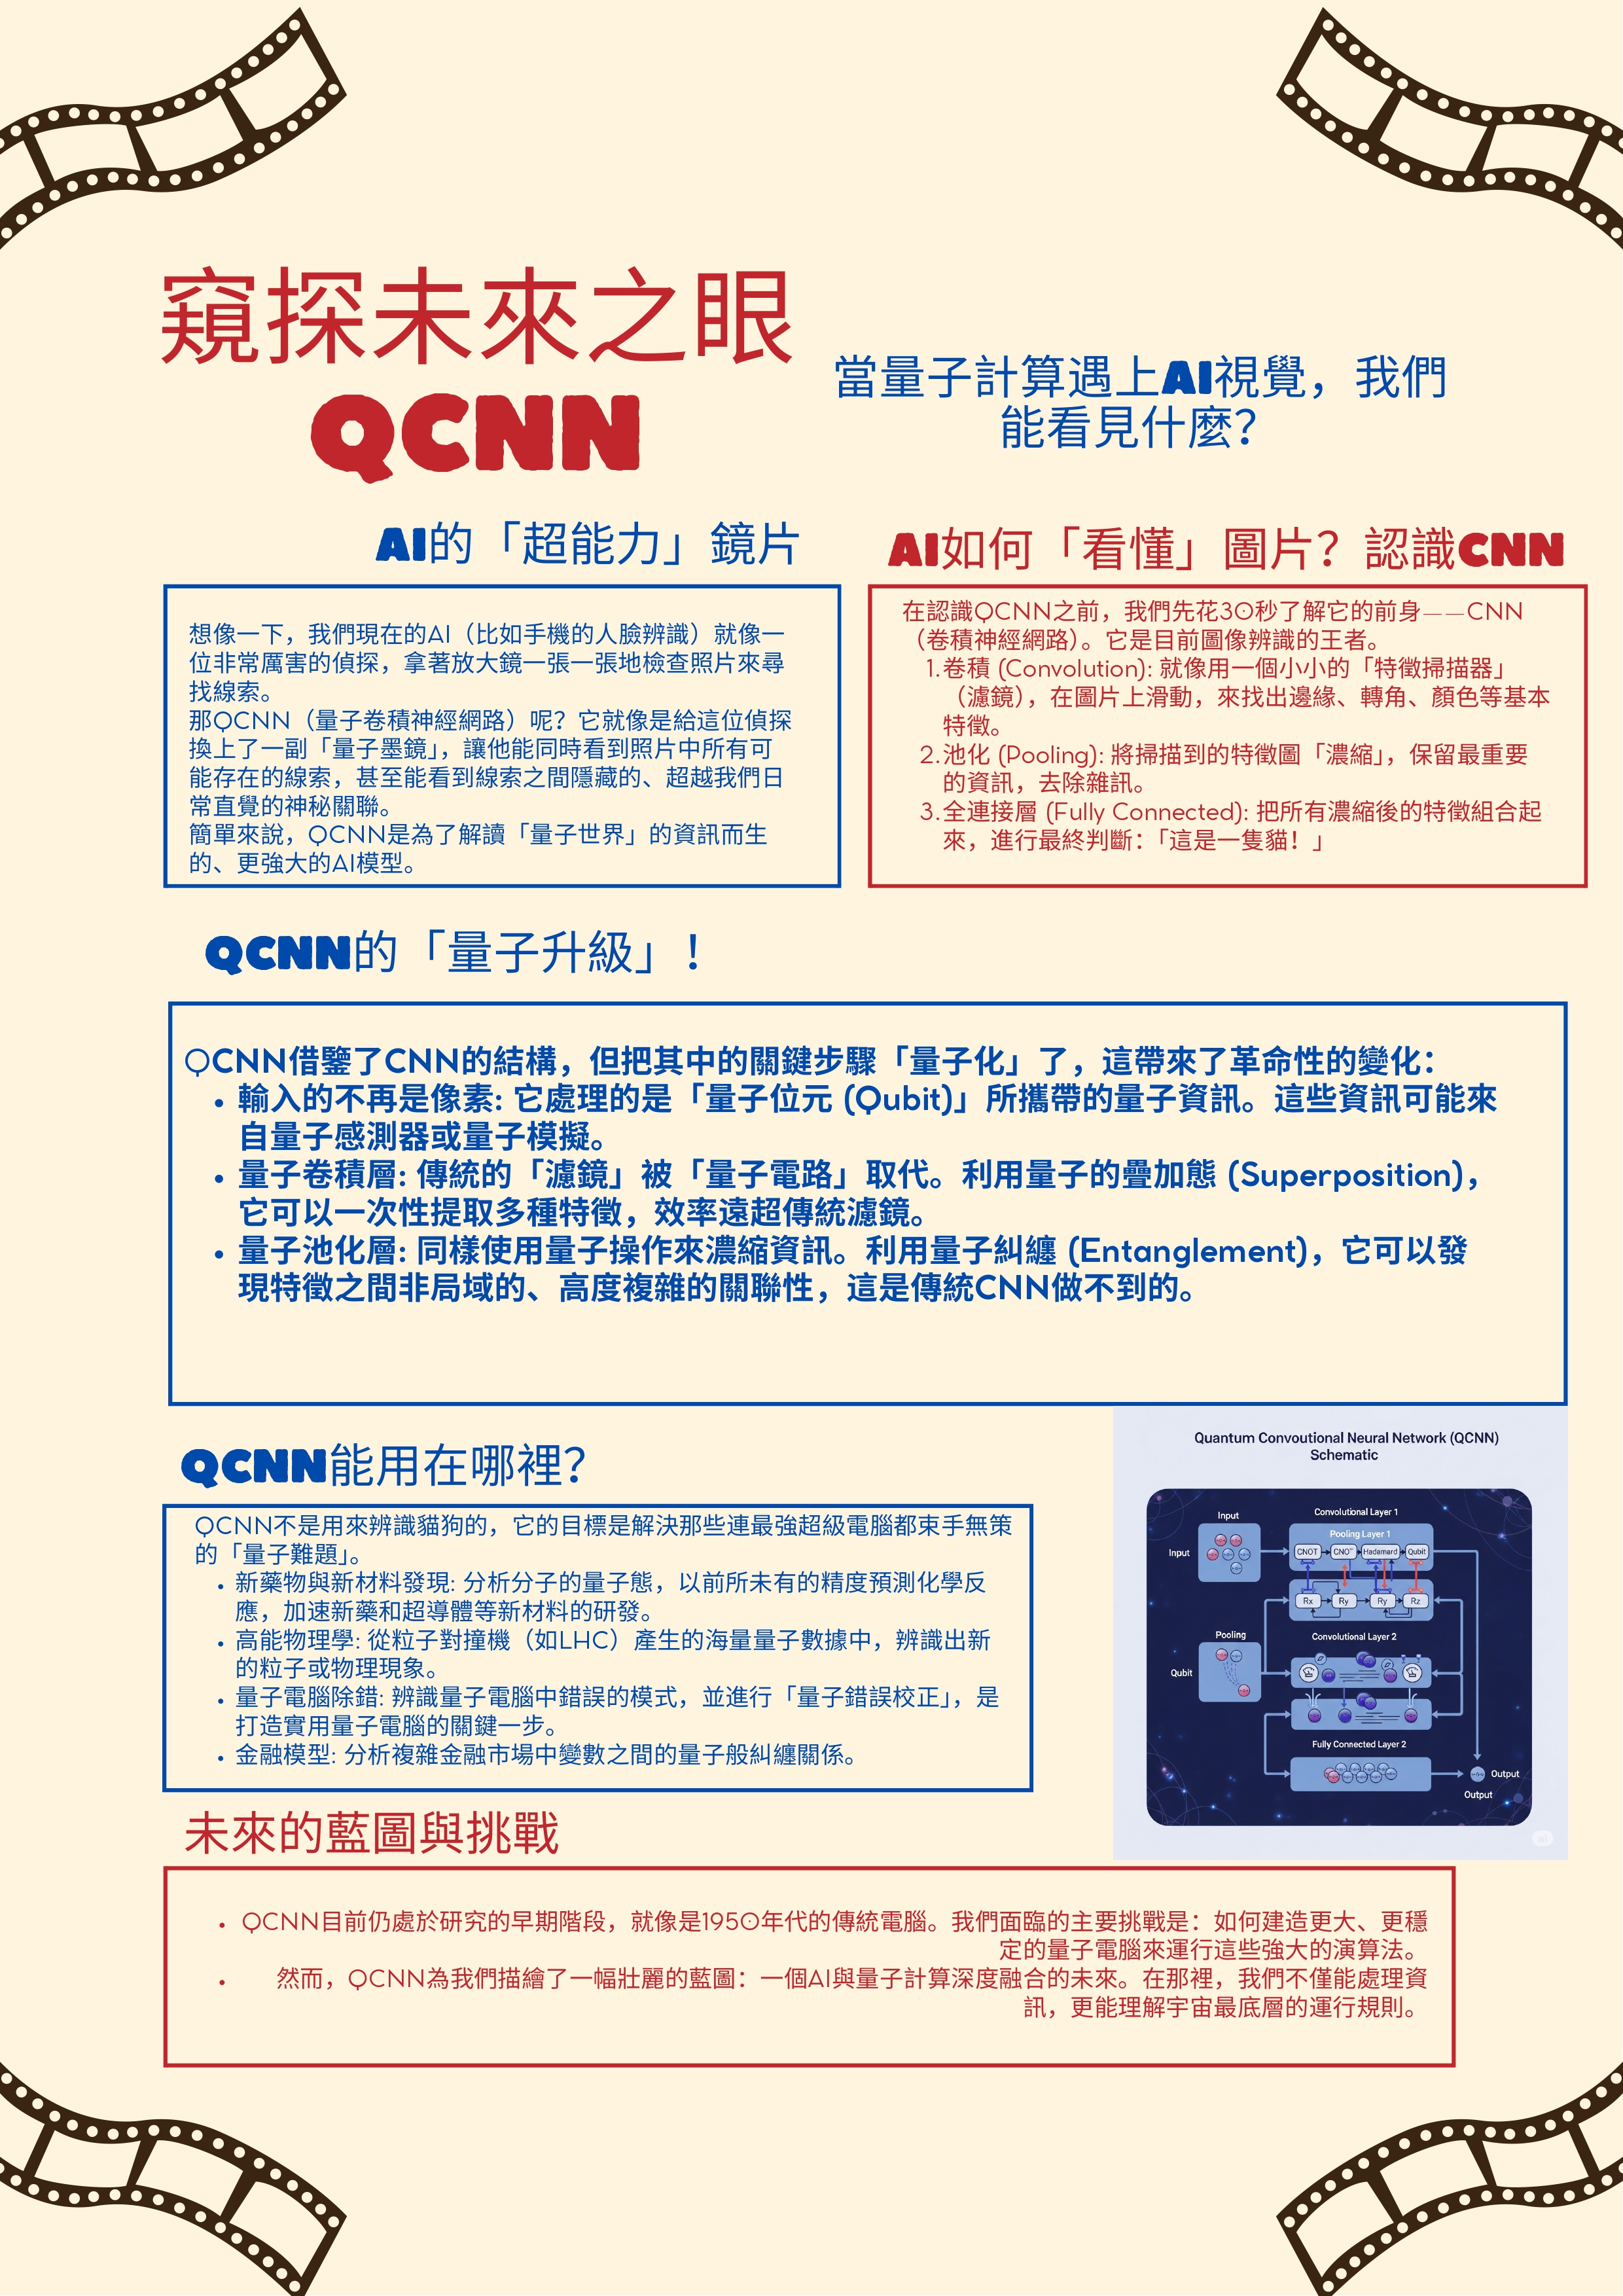 窺探未來之眼
QCNN
當量子計算遇上AI視覺，我們
能看見什麼？
AI的「超能力」鏡片
想像一下，我們現在的AI（比如手機的人臉辨識）就像一
位非常厲害的偵探，拿著放大鏡一張一張地檢查照片來尋
找線索。
那QCNN（量子卷積神經網路）呢？它就像是給這位偵探
換上了一副「量子墨鏡」，讓他能同時看到照片中所有可
能存在的線索，甚至能看到線索之間隱藏的、超越我們日
常直覺的神秘關聯。
簡單來說，QCNN是為了解讀「量子世界」的資訊而生
的、更強大的AI模型。
AI如何「看懂」圖片？認識CNN
在認識QCNN之前，我們先花30秒了解它的前身——CNN
（卷積神經網路）。它是目前圖像辨識的王者。
1.卷積 (Convolution): 就像用一個小小的「特徵掃描器」
（濾鏡），在圖片上滑動，來找出邊緣、轉角、顏色等基本
特徵。
2.池化 (Pooling): 將掃描到的特徵圖「濃縮」，保留最重要
的資訊，去除雜訊。
3.全連接層 (Fully Connected): 把所有濃縮後的特徵組合起
來，進行最終判斷：「這是一隻貓！」
QCNN的「量子升級」！
QCNN借鑒了CNN的結構，但把其中的關鍵步驟「量子化」了，這帶來了革命性的變化：
• 輸入的不再是像素: 它處理的是「量子位元 (Qubit)」所攜帶的量子資訊。這些資訊可能來
自量子感測器或量子模擬。
• 量子卷積層: 傳統的「濾鏡」被「量子電路」取代。利用量子的疊加態 (Superposition)，
它可以一次性提取多種特徵，效率遠超傳統濾鏡。
• 量子池化層: 同樣使用量子操作來濃縮資訊。利用量子糾纏 (Entanglement)，它可以發
現特徵之間非局域的、高度複雜的關聯性，這是傳統CNN做不到的。
QCNN能用在哪裡？
QCNN不是用來辨識貓狗的，它的目標是解決那些連最強超級電腦都束手無策
的「量子難題」。
• 新藥物與新材料發現: 分析分子的量子態，以前所未有的精度預測化學反
應，加速新藥和超導體等新材料的研發。
• 高能物理學: 從粒子對撞機（如LHC）產生的海量量子數據中，辨識出新
的粒子或物理現象。
• 量子電腦除錯: 辨識量子電腦中錯誤的模式，並進行「量子錯誤校正」，是
打造實用量子電腦的關鍵一步。
• 金融模型: 分析複雜金融市場中變數之間的量子般糾纏關係。
Quantum Convoutional Neural Network (QCNN)
Schematic
Input
Convolutional Layer 1
Pooling Layer 1
Input
CNOT
CNO⁻
Hadamard
Qubit
Rx
Ry
Ry
Rz
Pooling
Convolutional Layer 2
Qubit
Fully Connected Layer 2
Output
Output
未來的藍圖與挑戰
• QCNN目前仍處於研究的早期階段，就像是1950年代的傳統電腦。我們面臨的主要挑戰是：如何建造更大、更穩
定的量子電腦來運行這些強大的演算法。
• 然而，QCNN為我們描繪了一幅壯麗的藍圖：一個AI與量子計算深度融合的未來。在那裡，我們不僅能處理資
訊，更能理解宇宙最底層的運行規則。